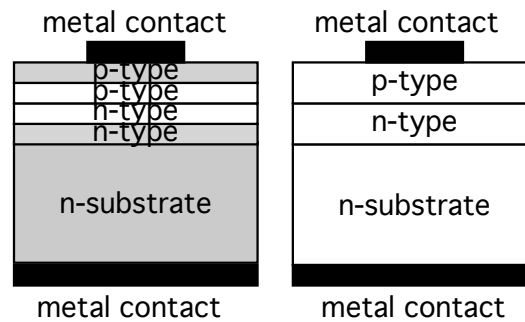 metal contact
p-type
p-type
n-type
n-type
n-substrate
metal contact
metal contact
p-type
n-type
n-substrate
metal contact